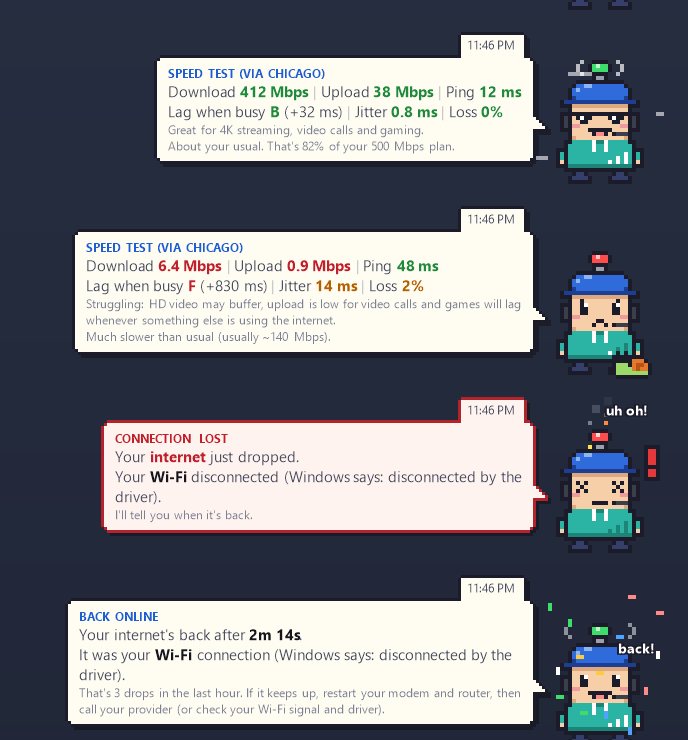 11:46 PM
SPEED TEST (VIA CHICAGO)
Download 412 Mbps | Upload 38 Mbps | Ping 12 ms
Lag when busy B (+32 ms) | Jitter 0.8 ms | Loss 0%
Great for 4K streaming, video calls and gaming.
About your usual. That's 82% of your 500 Mbps plan.
11:46 PM
SPEED TEST (VIA CHICAGO)
Download 6.4 Mbps | Upload 0.9 Mbps | Ping 48 ms
Lag when busy F (+830 ms) | Jitter 14 ms | Loss 2%
Struggling: HD video may buffer, upload is low for video calls and games will lag
whenever something else is using the internet.
Much slower than usual (usually ~140 Mbps).
11:46 PM
uh oh!
CONNECTION LOST
Your internet just dropped.
Your Wi-Fi disconnected (Windows says: disconnected by the
driver).
I'll tell you when it's back.
11:46 PM
BACK ONLINE
Your internet's back after 2m 14s.
back!
It was your Wi-Fi connection (Windows says: disconnected by the
driver).
That's 3 drops in the last hour. If it keeps up, restart your modem and router, then
call your provider (or check your Wi-Fi signal and driver).